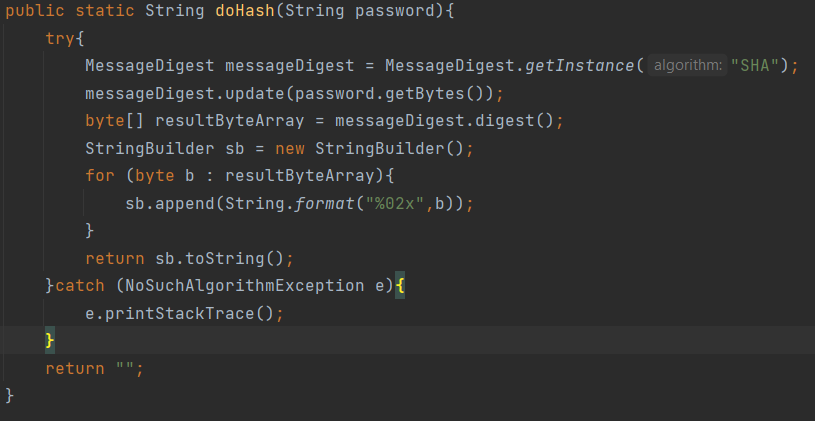 public static String doHash(String password){
try{
MessageDigest messageDigest = MessageDigest.getInstance( algorithm: "SHA");
messageDigest.update(password.getBytes());
byte[] resultByteArray = messageDigest.digest();
StringBuilder sb = new StringBuilder();
for (byte b : resultByteArray){
sb.append(String.format("%02x",b));
}
return sb.toString();
}catch (NoSuchAlgorithmException e){
e.printStackTrace();
}
return "";
}